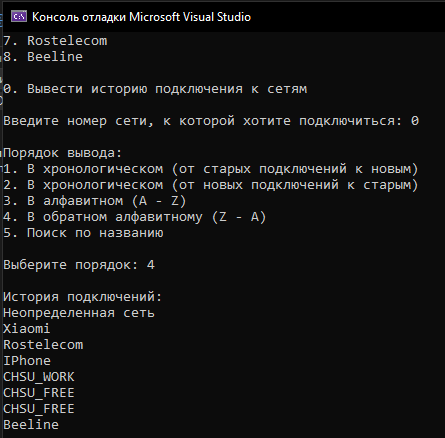 Консоль отладки Microsoft Visual Studio
7. Rostelecom
8. Beeline
0. Вывести историю подключения к сетям
Введите номер сети, к которой хотите подключиться: 0
Порядок вывода:
1. В хронологическом (от старых подключений к новым)
2. В хронологическом (от новых подключений к старым)
3. В алфавитном (A - Z)
4. В обратном алфавитному (Z - A)
5. Поиск по названию
Выберите порядок: 4
История подключений:
Неопределенная сеть
Xiaomi
Rostelecom
IPhone
CHSU_WORK
CHSU_FREE
CHSU_FREE
Beeline